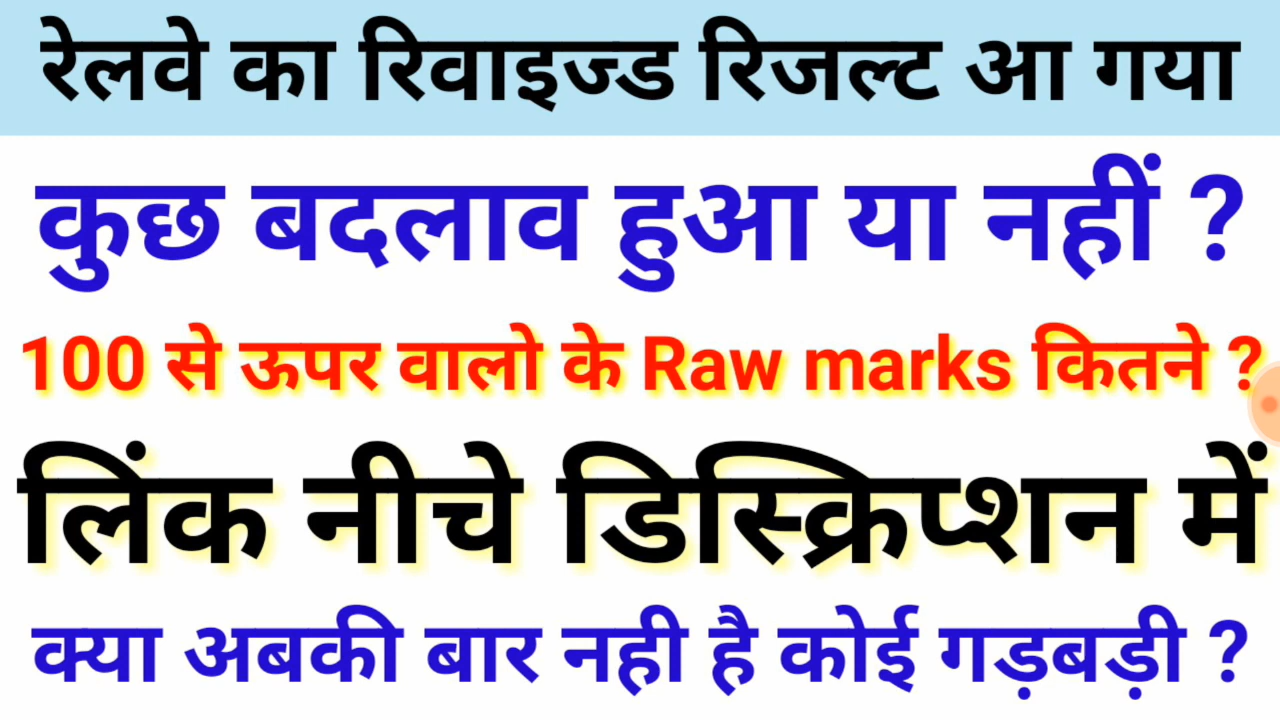 रेलवे का रिवाइज्ड रिजल्ट आ गया
कुछ बदलाव हुआ या नहीं ?
100 से ऊपर वालो के Raw marks कितने ?
लिंक नीचे डिस्क्रिप्शन में
क्या अबकी बार नही है कोई गड़बड़ी ?